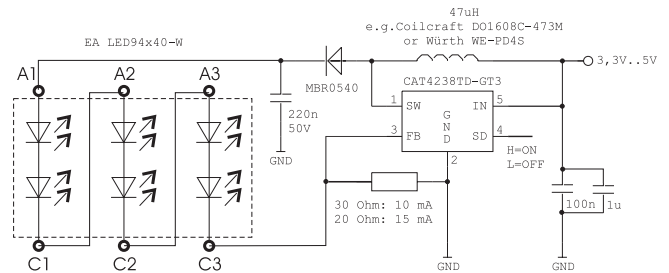 47uH
e.g.Coilcraft DO1608C-473M
or Würth WE-PD4S
EA LED94x40-W
3,3V..5V
A1
A2
A3
MBR0540
CAT4238TD-GT3
220n
50V
GND
1
SW
GND
IN
5
3
FB
SD
4
2
H=ON
L=OFF
30 Ohm: 10 mA
20 Ohm: 15 mA
100n
1u
C1
C2
C3
GND
GND